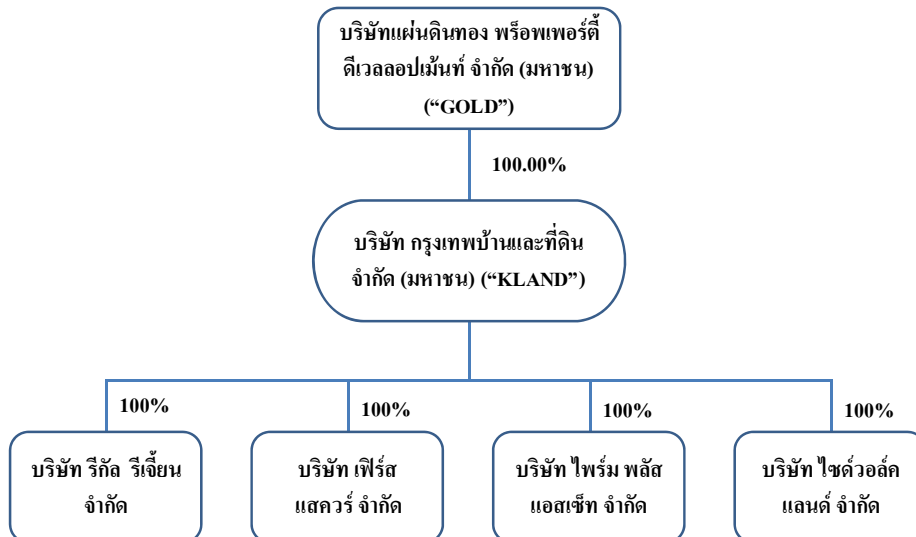 บริษัทแผ่นดินทอง พร็อพเพอร์ตี้
ดีเวลลอปเม้นท์ จำกัด (มหาชน)
(“GOLD”)
100.00%
บริษัท กรุงเทพบ้านและที่ดิน
จำกัด (มหาชน) (“KLAND”)
100%
100%
100%
100%
บริษัท รีกัล รีเจี้ยน
จำกัด
บริษัท เฟิร์ส
แสควร์ จำกัด
บริษัท ไพร์ม พลัส
แอสเซ็ท จำกัด
บริษัท ไซด์วอล์ค
แลนด์ จำกัด